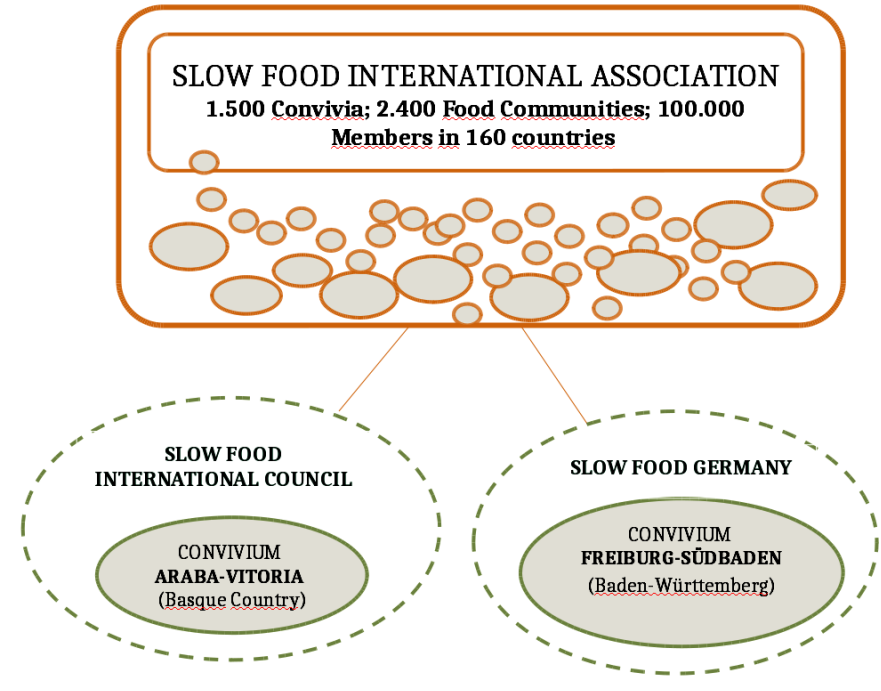 SLOW FOOD INTERNATIONAL ASSOCIATION
1.500 Convivia; 2.400 Food Communities; 100.000
Members in 160 countries
SLOW FOOD
INTERNATIONAL COUNCIL
CONVIVIUM
ARABA-VITORIA
(Basque Country)
SLOW FOOD GERMANY
CONVIVIUM
FREIBURG-SÜDBADEN
(Baden-Württemberg)